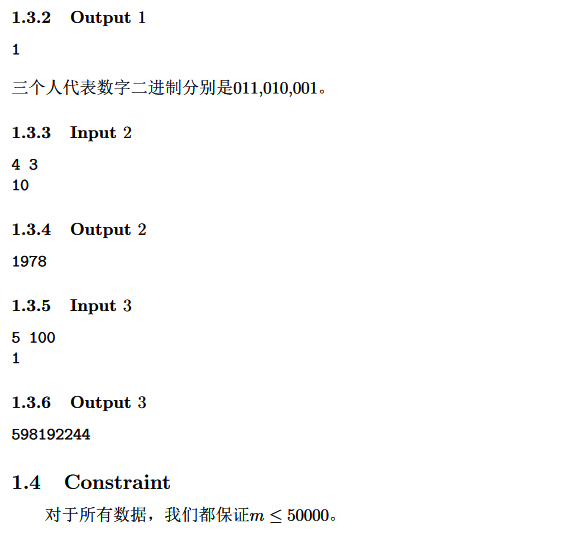 1.3.2 Output 1
1
三个人代表数字二进制分别是011,010,001。
1.3.3 Input 2
4 3
10
1.3.4 Output 2
1978
1.3.5 Input 3
5 100
1
1.3.6 Output 3
598192244
1.4 Constraint
对于所有数据，我们都保证m ≤ 50000。